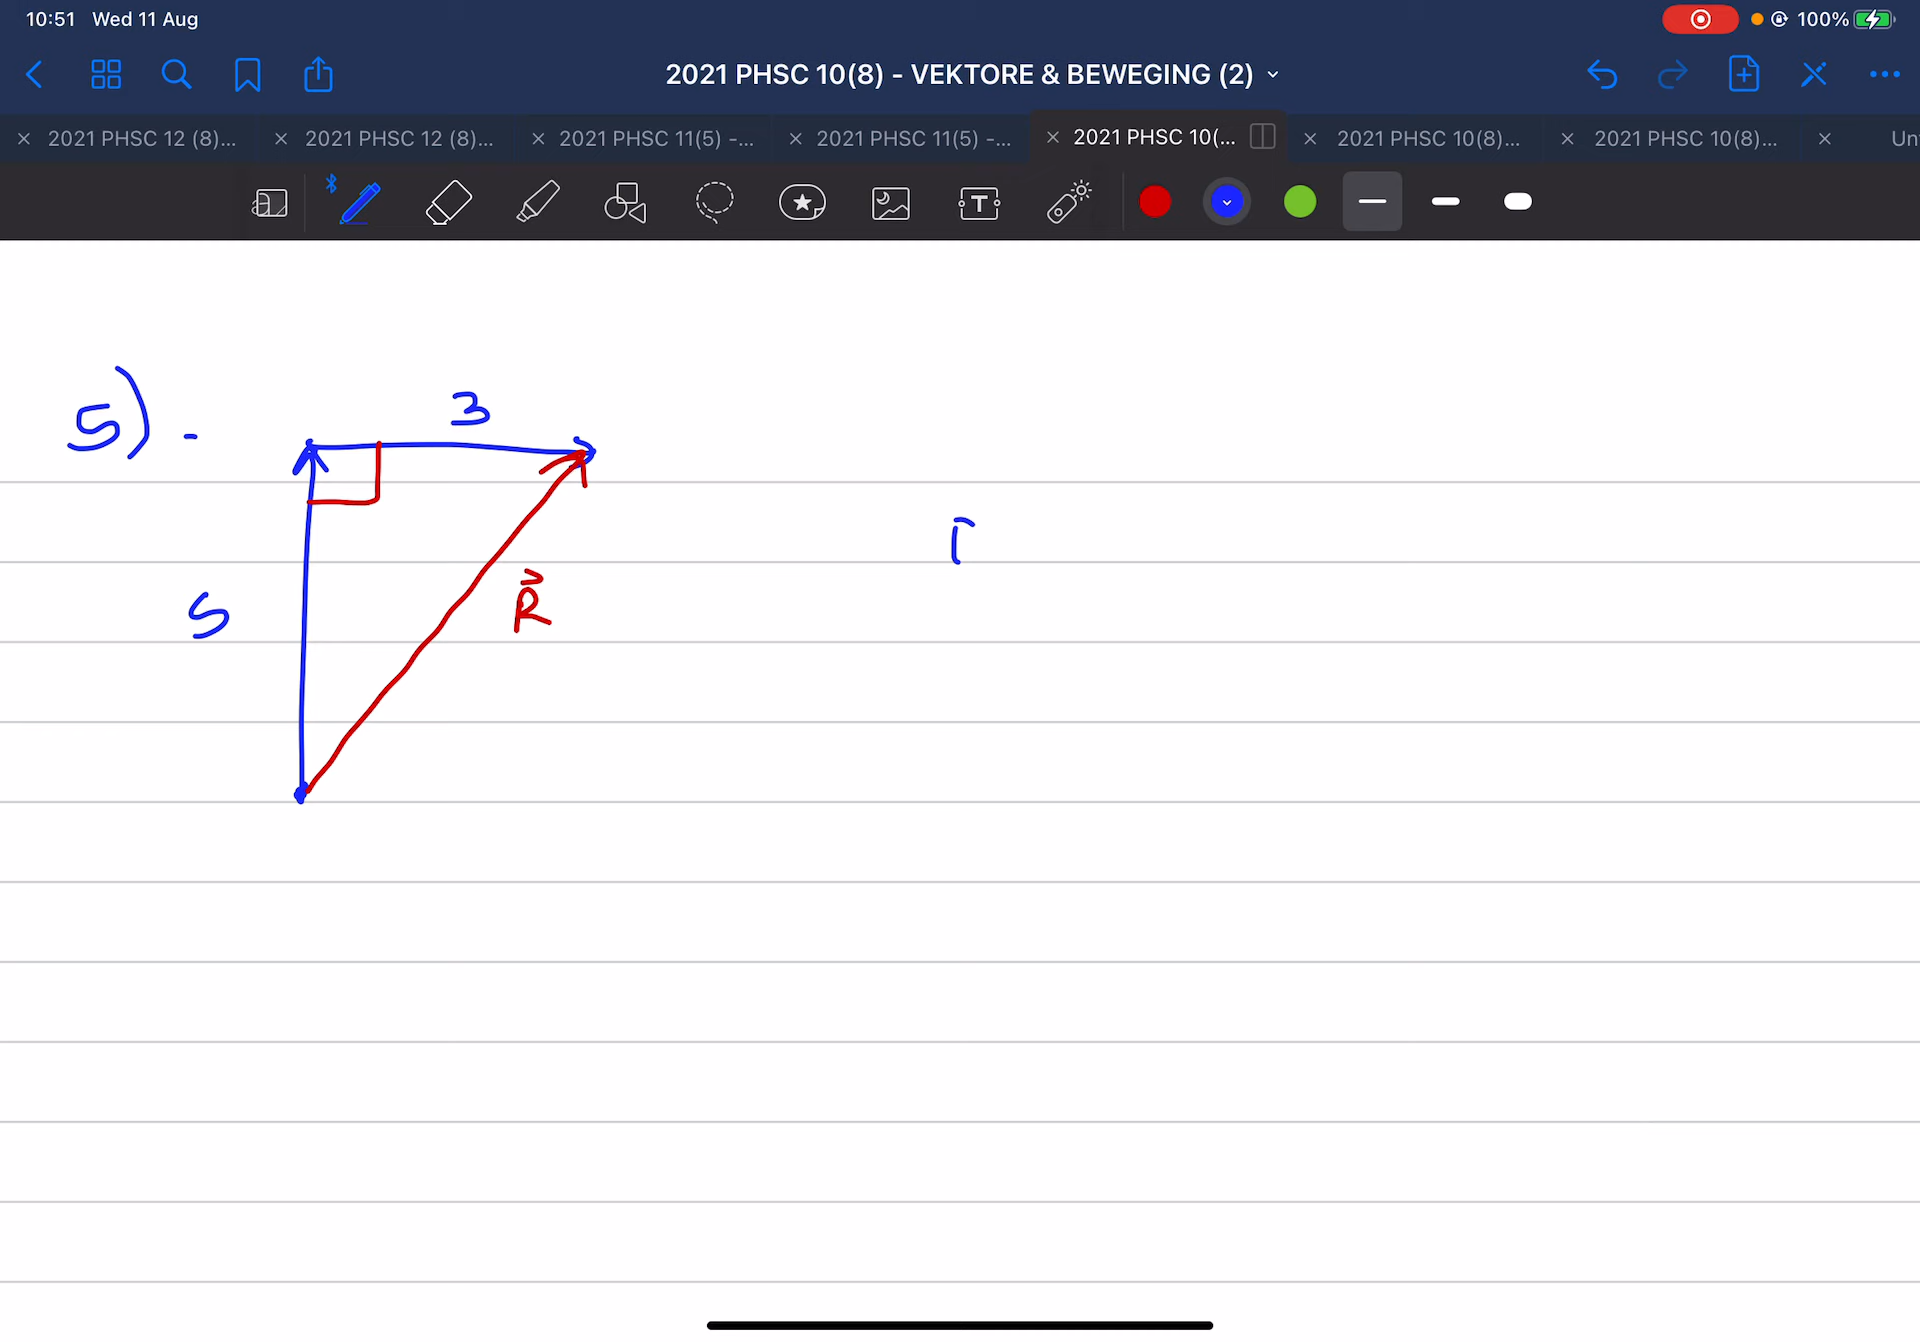 10:51 Wed 11 Aug
100%
2021 PHSC 10(8) - VEKTORE & BEWEGING (2)
2021 PHSC 12 (8)...
2021 PHSC 12 (8)...
2021 PHSC 11(5) -...
2021 PHSC 11(5) -...
2021 PHSC 10(...
2021 PHSC 10(8)...
2021 PHSC 10(8)...
Un
T
5) -
3
5
R